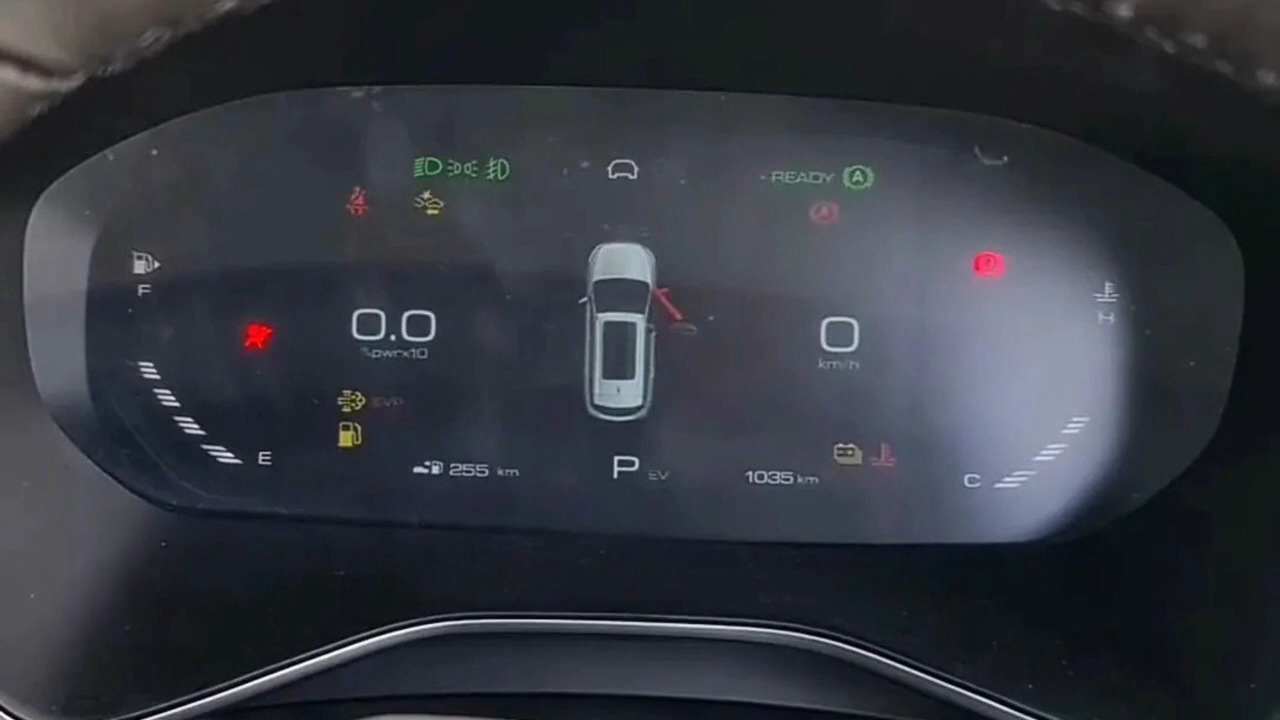 READY A
F
H
0.0
%pwrx10
0
km/h
EVP
E
255 km
P EV
1035 km
C